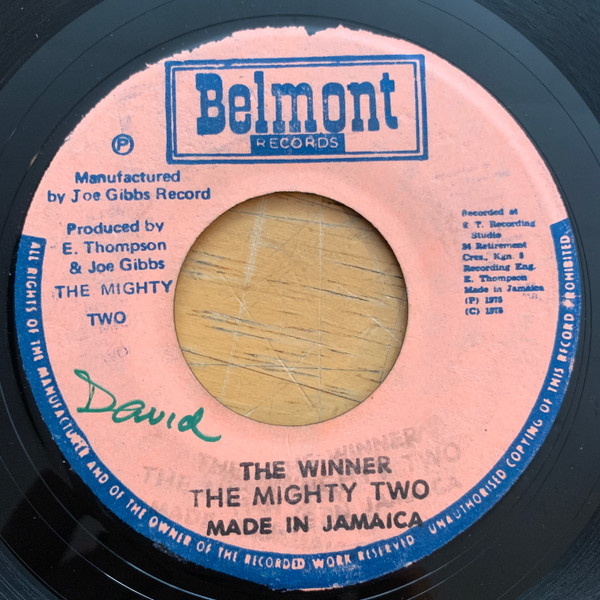 Belmont
RECORDS
P
Manufactured
by Joe Gibbs Record
Produced by
E. Thompson
& Joe Gibbs
THE MIGHTY
TWO
Recorded at
T. Recording
Studio
24 Retirement
Cres., Kgn. 5
Recording Eng.
E. Thompson
Made in Jamaica
(P) 1975
(C) 1975
David
THE WINNER
THE MIGHTY TWO
MADE IN JAMAICA
ALL RIGHTS OF THE MANUFACTURER AND OF THE OWNER OF THE RECORDED WORK RESERVED UNAUTHORISED COPYING OF THIS RECORD PROHIBITED.